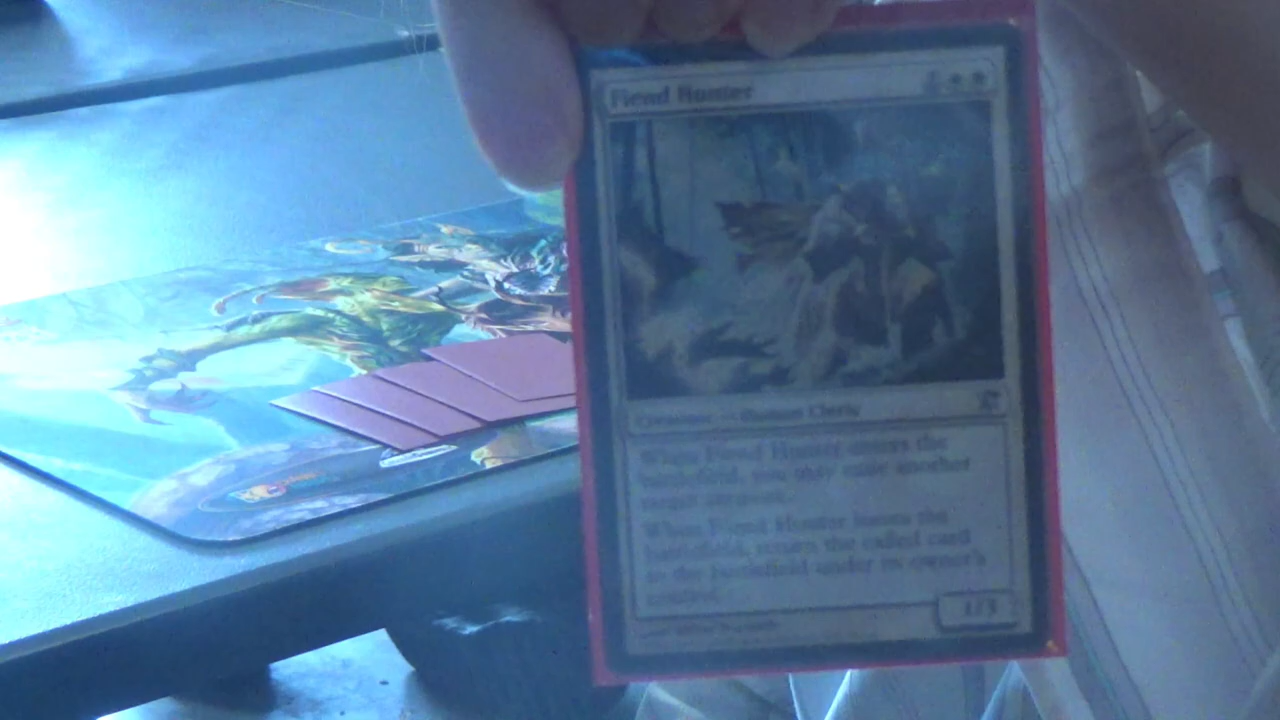 Fiend Hunter
Creature — Human Cleric
When Fiend Hunter enters the
battlefield, you may exile another
target creature.
When Fiend Hunter leaves the
battlefield, return the exiled card
to the battlefield under its owner's
control.
1/3